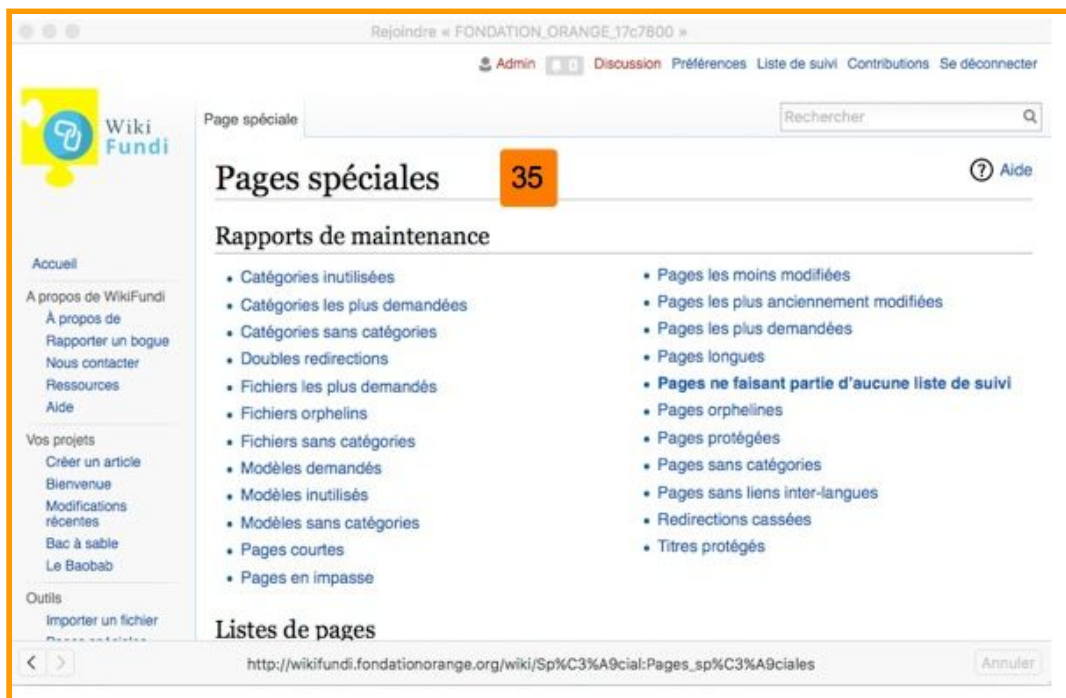 Rejoindre « FONDATION_ORANGE_17c7800 »
Admin 0 Discussion Préférences Liste de suivi Contributions Se déconnecter
Wiki
Fundi
Page spéciale
Rechercher
Pages spéciales
35
Aide
Rapports de maintenance
Catégories inutilisées
Catégories les plus demandées
Catégories sans catégories
Doubles redirections
Fichiers les plus demandés
Fichiers orphelins
Fichiers sans catégories
Modèles demandés
Modèles inutilisés
Modèles sans catégories
Pages courtes
Pages en impasse
Pages les moins modifiées
Pages les plus anciennement modifiées
Pages les plus demandées
Pages longues
Pages ne faisant partie d'aucune liste de suivi
Pages orphelines
Pages protégées
Pages sans catégories
Pages sans liens inter-langues
Redirections cassées
Titres protégés
Listes de pages
Accueil
A propos de WikiFundi
À propos de
Rapporter un bogue
Nous contacter
Ressources
Aide
Vos projets
Créer un article
Bienvenue
Modifications
récentes
Bac à sable
Le Baobab
Outils
Importer un fichier
http://wikifundi.fondationorange.org/wiki/Sp%C3%A9cial:Pages_sp%C3%A9ciales
Annuler